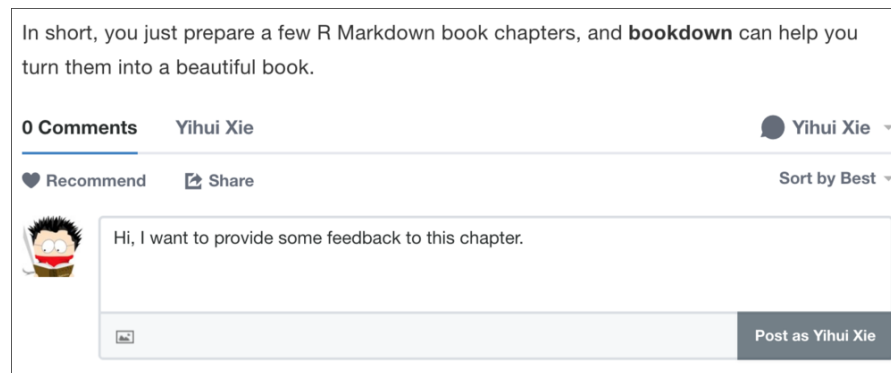 In short, you just prepare a few R Markdown book chapters, and bookdown can help you
turn them into a beautiful book.
0 Comments Yihui Xie Yihui Xie
Recommend Share Sort by Best
Hi, I want to provide some feedback to this chapter.
Post as Yihui Xie